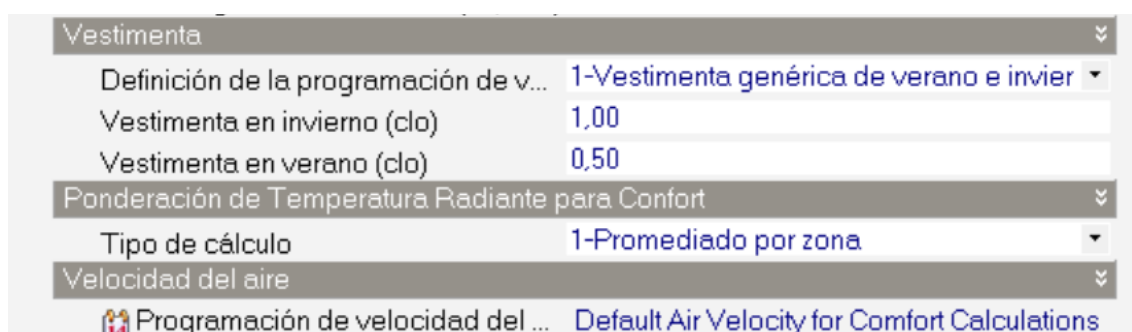 Vestimenta
Definición de la programación de v... 1-Vestimenta genérica de verano e invier
Vestimenta en invierno (clo) 1,00
Vestimenta en verano (clo) 0,50
Ponderación de Temperatura Radiante para Confort
Tipo de cálculo 1-Promediado por zona
Velocidad del aire
Programación de velocidad del ... Default Air Velocity for Comfort Calculations